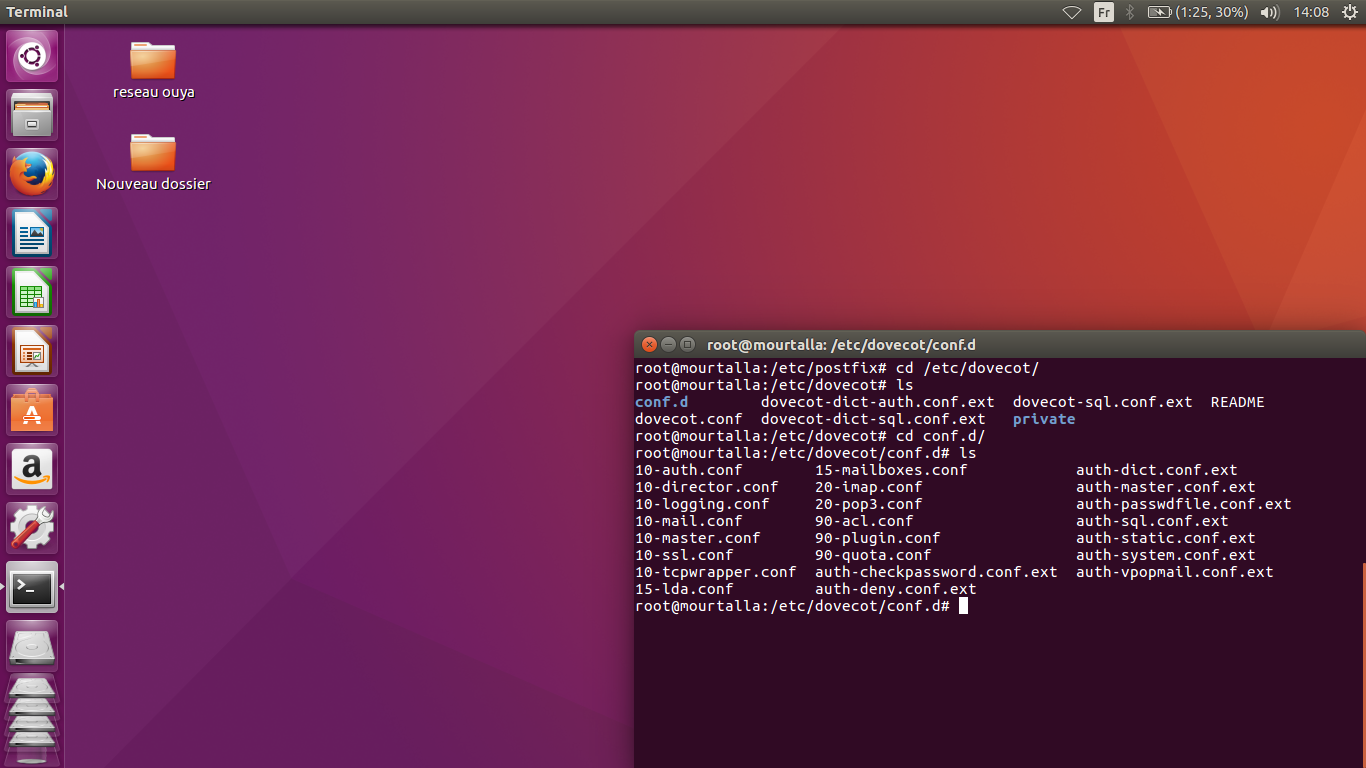 Terminal
Fr
(1:25, 30%)
14:08
reseau ouya
Nouveau dossier
root@mourtalla: /etc/dovecot/conf.d
root@mourtalla:/etc/postfix# cd /etc/dovecot/
root@mourtalla:/etc/dovecot# ls
conf.d        dovecot-dict-auth.conf.ext  dovecot-sql.conf.ext  README
dovecot.conf  dovecot-dict-sql.conf.ext   private
root@mourtalla:/etc/dovecot# cd conf.d/
root@mourtalla:/etc/dovecot/conf.d# ls
10-auth.conf        15-mailboxes.conf            auth-dict.conf.ext
10-director.conf    20-imap.conf                 auth-master.conf.ext
10-logging.conf     20-pop3.conf                 auth-passwdfile.conf.ext
10-mail.conf        90-acl.conf                  auth-sql.conf.ext
10-master.conf      90-plugin.conf               auth-static.conf.ext
10-ssl.conf         90-quota.conf                auth-system.conf.ext
10-tcpwrapper.conf  auth-checkpassword.conf.ext  auth-vpopmail.conf.ext
15-lda.conf         auth-deny.conf.ext
root@mourtalla:/etc/dovecot/conf.d#